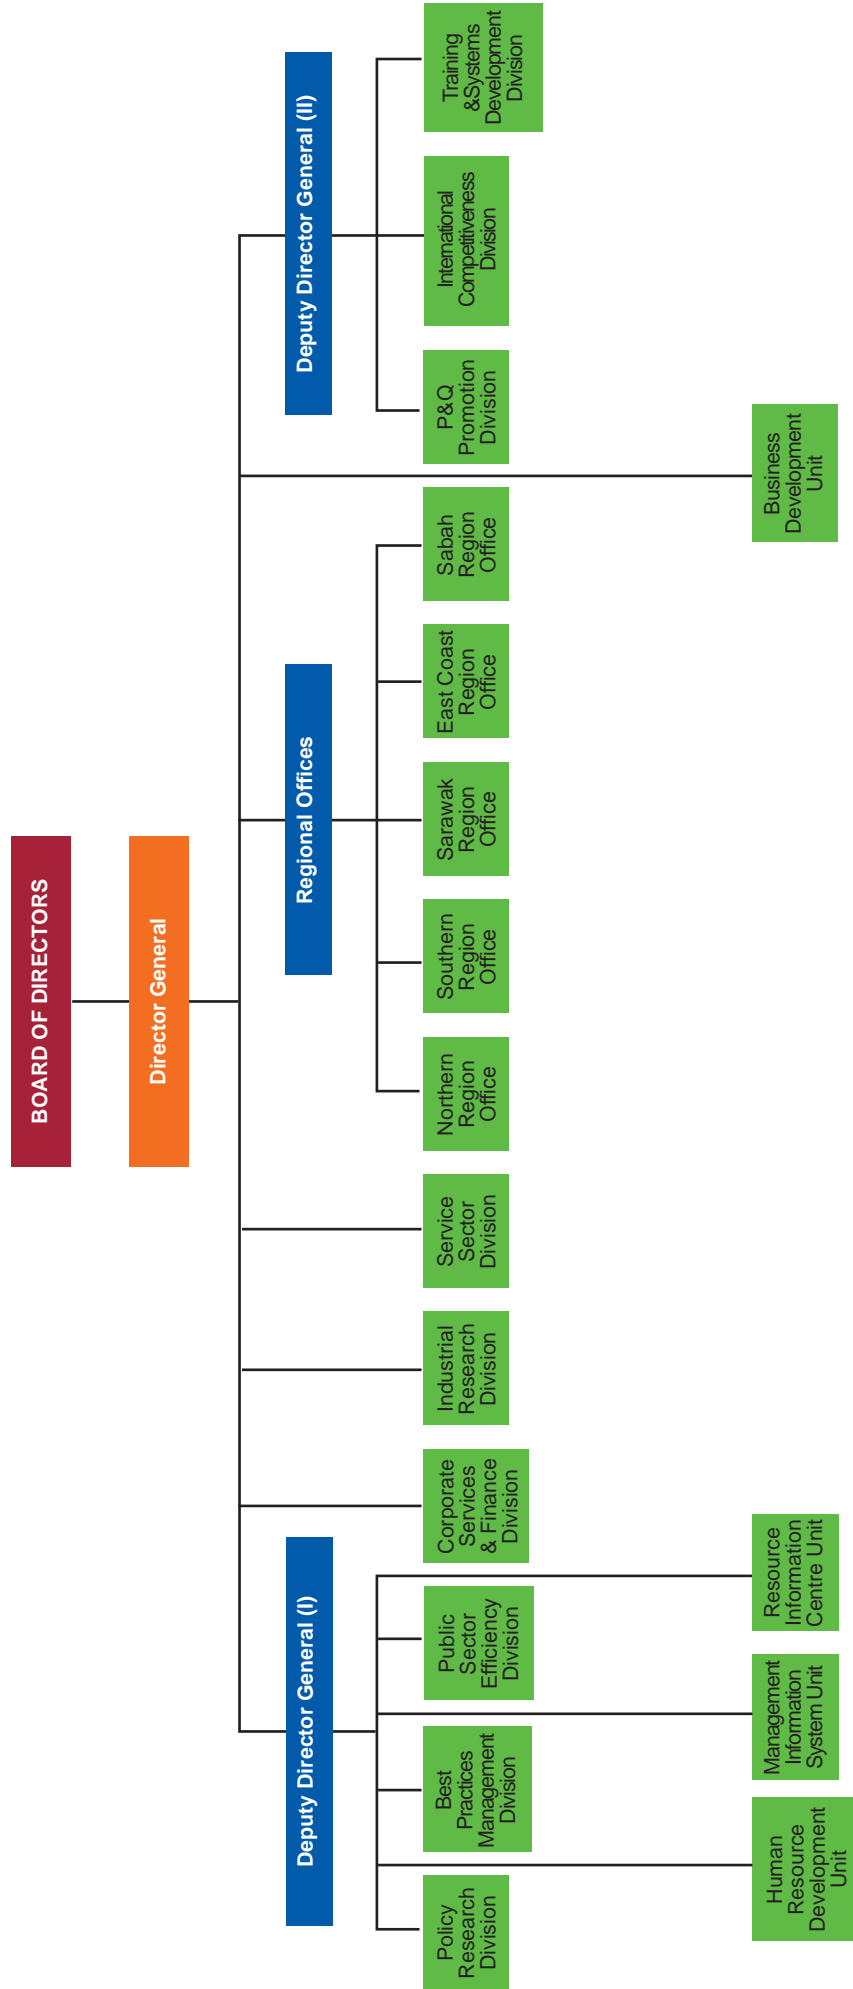 BOARD OF DIRECTORS
Director General
Deputy Director General (I)
Regional Offices
Deputy Director General (II)
Policy
Research
Division
Best
Practices
Management
Division
Public
Sector
Efficiency
Division
Corporate
Services
& Finance
Division
Industrial
Research
Division
Service
Sector
Division
Northern
Region
Office
Southern
Region
Office
Sarawak
Region
Office
East Coast
Region
Office
Sabah
Region
Office
P&Q
Promotion
Division
International
Competitiveness
Division
Training
&Systems
Development
Division
Human
Resource
Development
Unit
Management
Information
System Unit
Resource
Information
Centre Unit
Business
Development
Unit